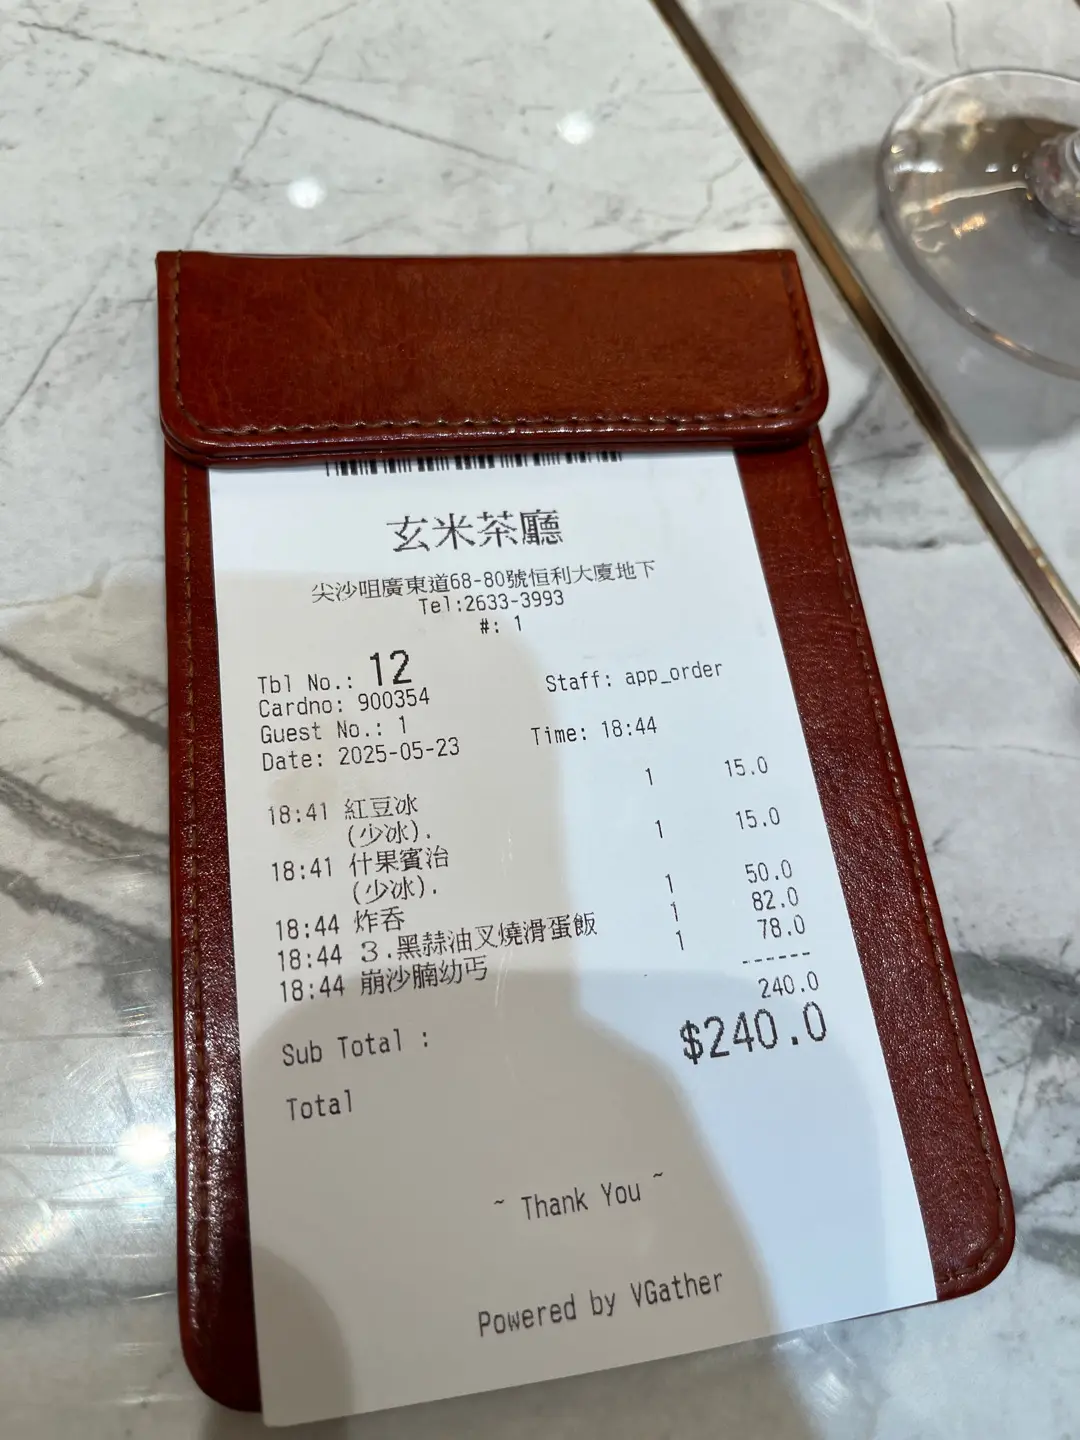 玄米茶廳
尖沙咀廣東道68-80號恒利大廈地下
Tel:2633-3993
#: 1
Tbl No.: 12
Cardno: 900354 Staff: app_order
Guest No.: 1
Date: 2025-05-23 Time: 18:44
18:41 紅豆冰 1 15.0
(少冰).
18:41 什果賓治 1 15.0
(少冰).
18:44 炸吞 1 50.0
18:44 3.黑蒜油叉燒滑蛋飯 1 82.0
18:44 崩沙腩幼丐 1 78.0
------
Sub Total : 240.0
Total $240.0
~ Thank You ~
Powered by VGather